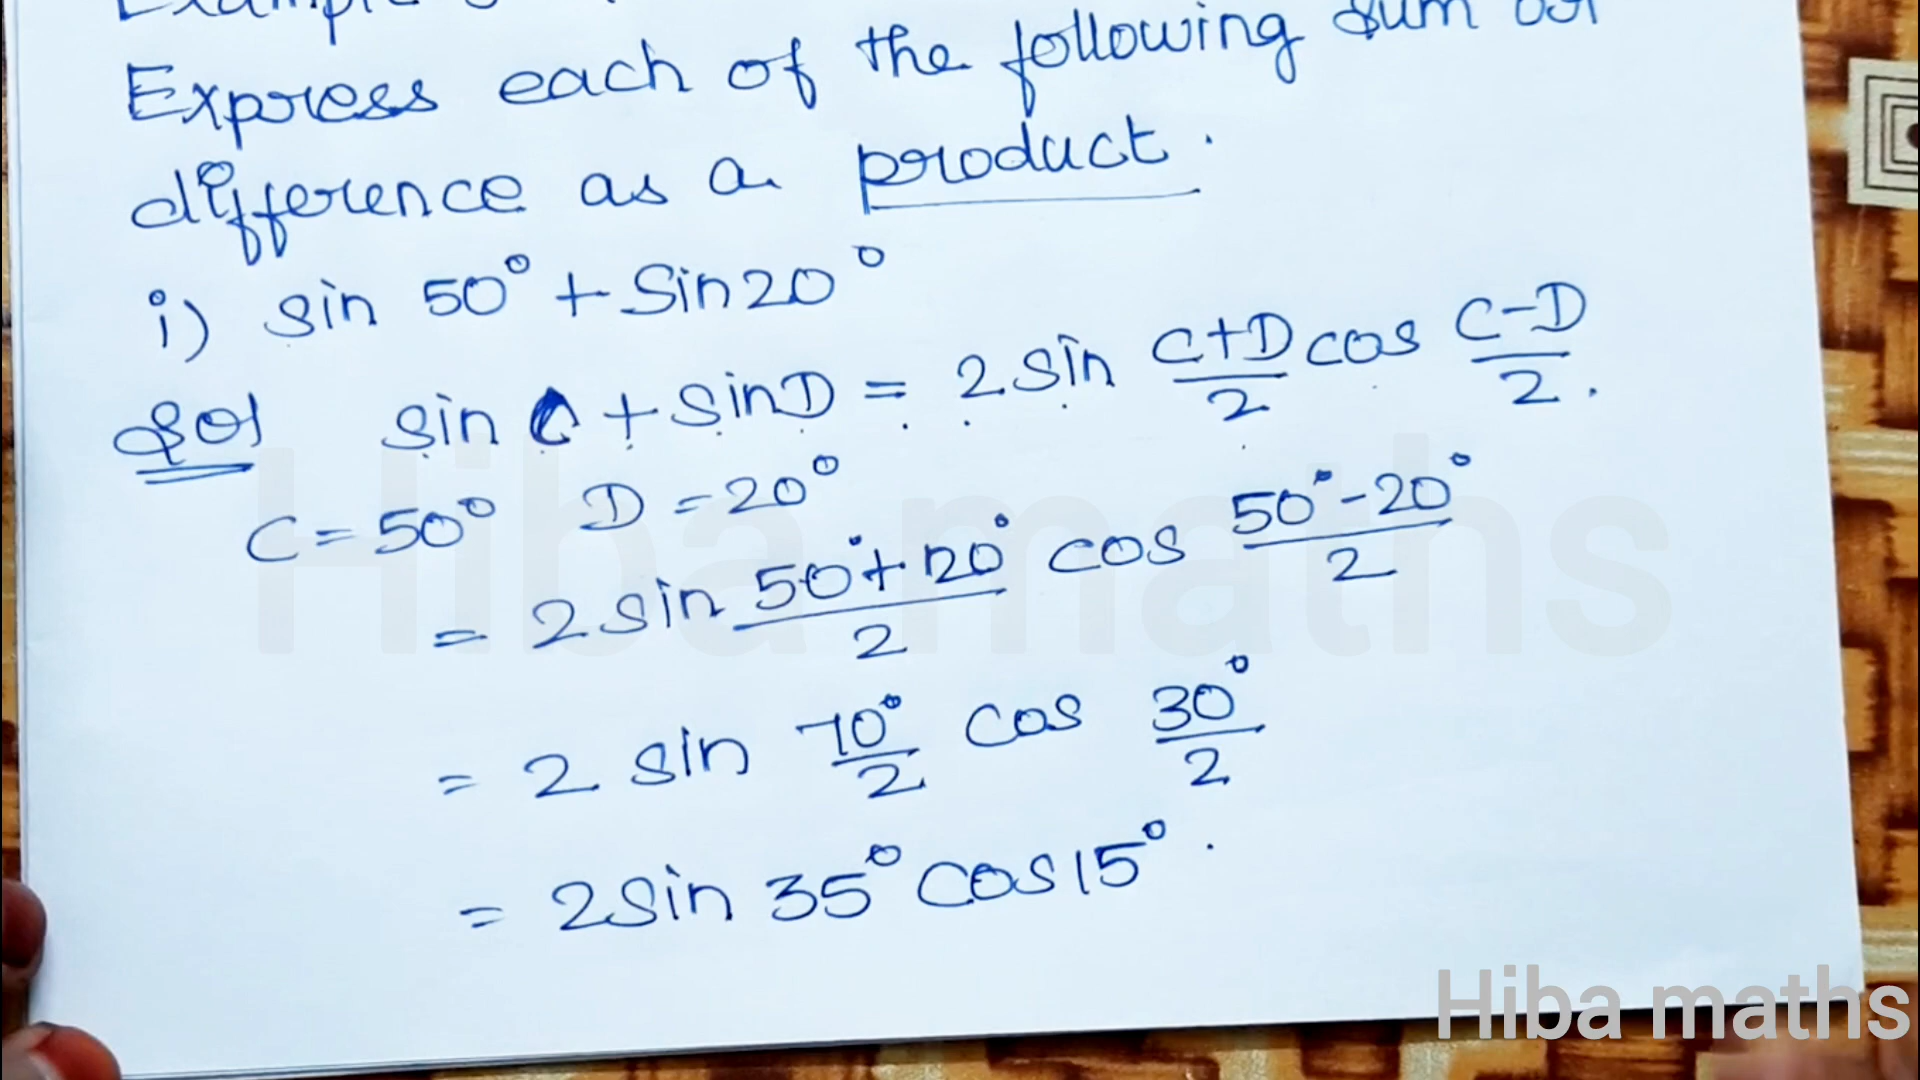 Express each of the following sum or
difference as a product.
i) sin 50° + Sin 20°
Sol sin C + sin D = 2 sin C+D/2 cos C-D/2.
C = 50° D = 20°
= 2 sin 50°+20°/2 cos 50°-20°/2
= 2 sin 70°/2 cos 30°/2
= 2 sin 35° cos 15°.
Hiba maths
Hiba maths